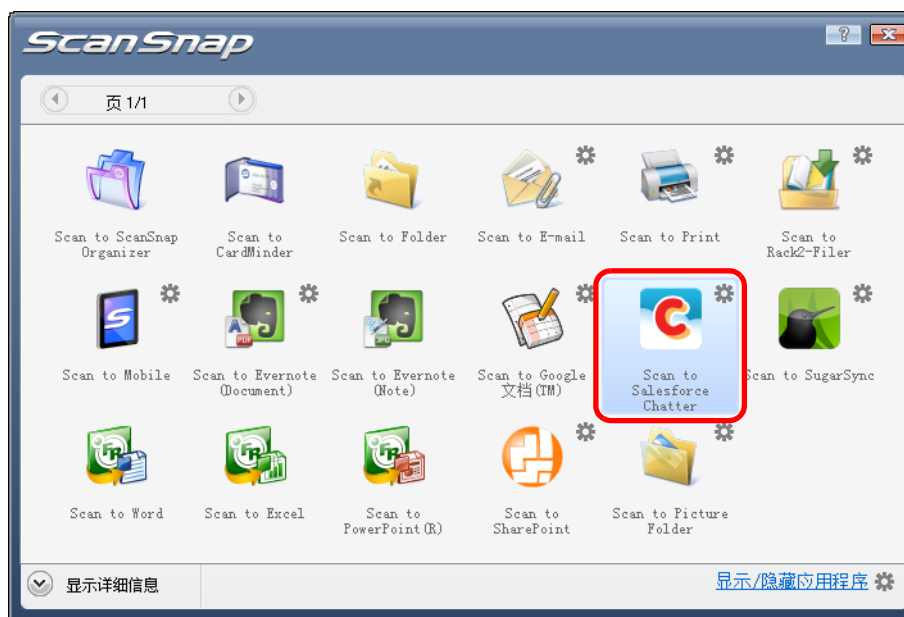 ScanSnap
?
页 1/1
Scan to ScanSnap
Organizer
Scan to
CardMinder
Scan to Folder
Scan to E-mail
Scan to Print
Scan to
Rack2-Filer
Scan to Mobile
Scan to Evernote
(Document)
Scan to Evernote
(Note)
Scan to Google
文档(TM)
Scan to
Salesforce
Chatter
Scan to SugarSync
Scan to Word
Scan to Excel
Scan to
PowerPoint(R)
Scan to
SharePoint
Scan to Picture
Folder
显示详细信息
显示/隐藏应用程序